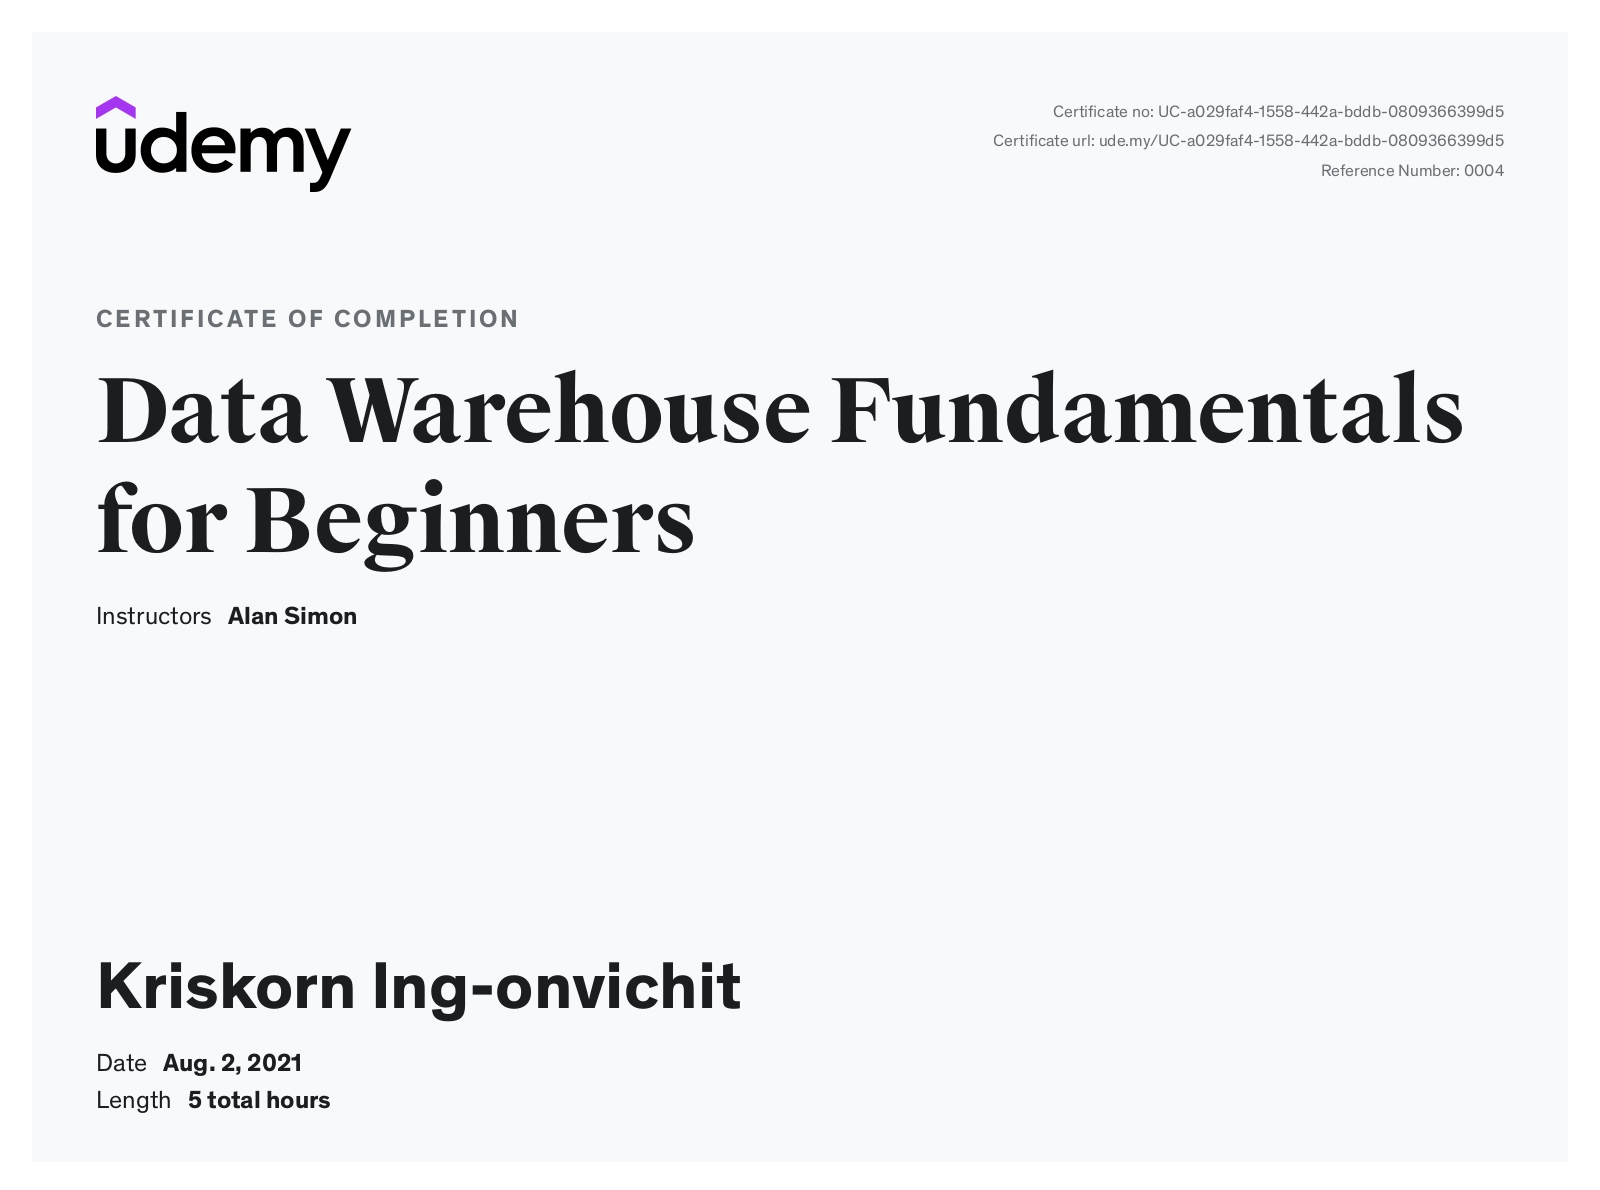 udemy
Certificate no: UC-a029faf4-1558-442a-bddb-0809366399d5
Certificate url: ude.my/UC-a029faf4-1558-442a-bddb-0809366399d5
Reference Number: 0004
CERTIFICATE OF COMPLETION
Data Warehouse Fundamentals
for Beginners
Instructors Alan Simon
Kriskorn Ing-onvichit
Date Aug. 2, 2021
Length 5 total hours